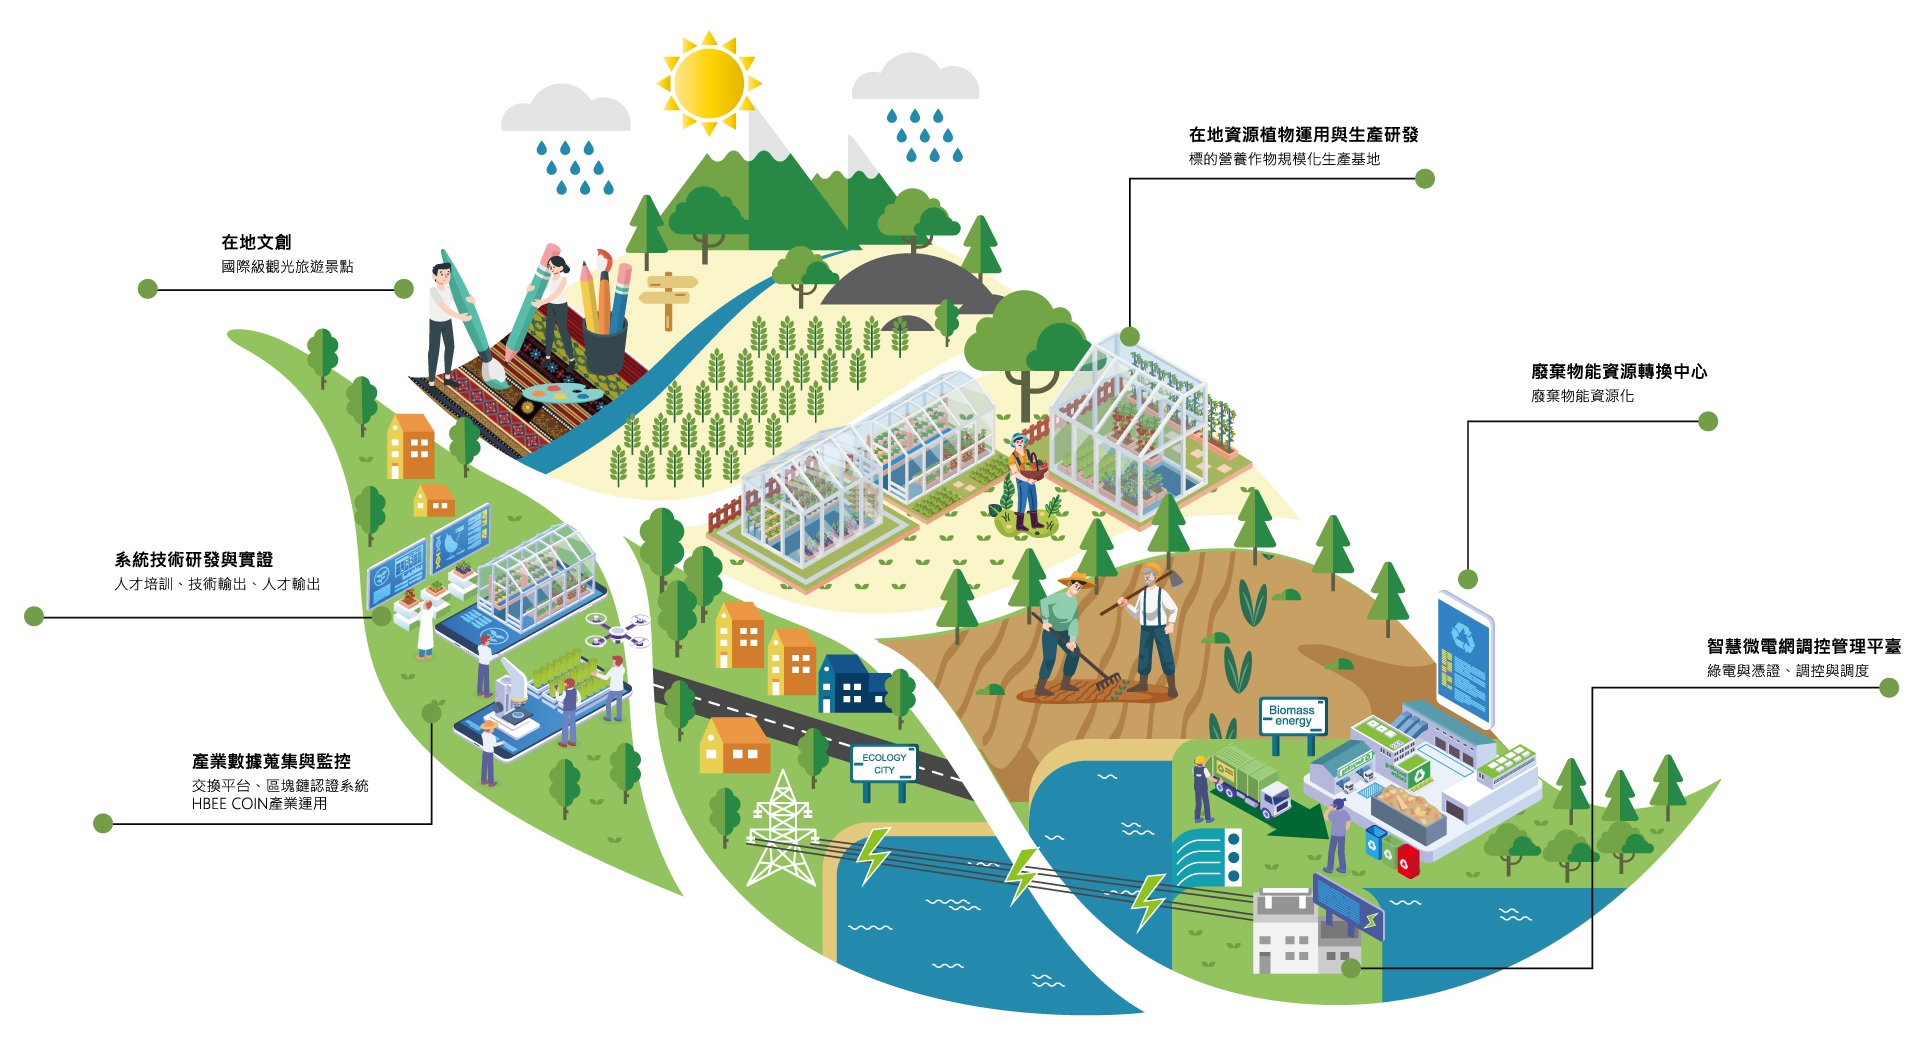 在地資源植物運用與生產研發
標的營養作物規模化生產基地
在地文創
國際級觀光旅遊景點
廢棄物能資源轉換中心
廢棄物能資源化
系統技術研發與實證
人才培訓、技術輸出、人才輸出
智慧微電網調控管理平臺
綠電與憑證、調控與調度
Biomass
energy
產業數據蒐集與監控
交換平台、區塊鏈認證系統
HBEE COIN產業運用
ECOLOGY
CITY